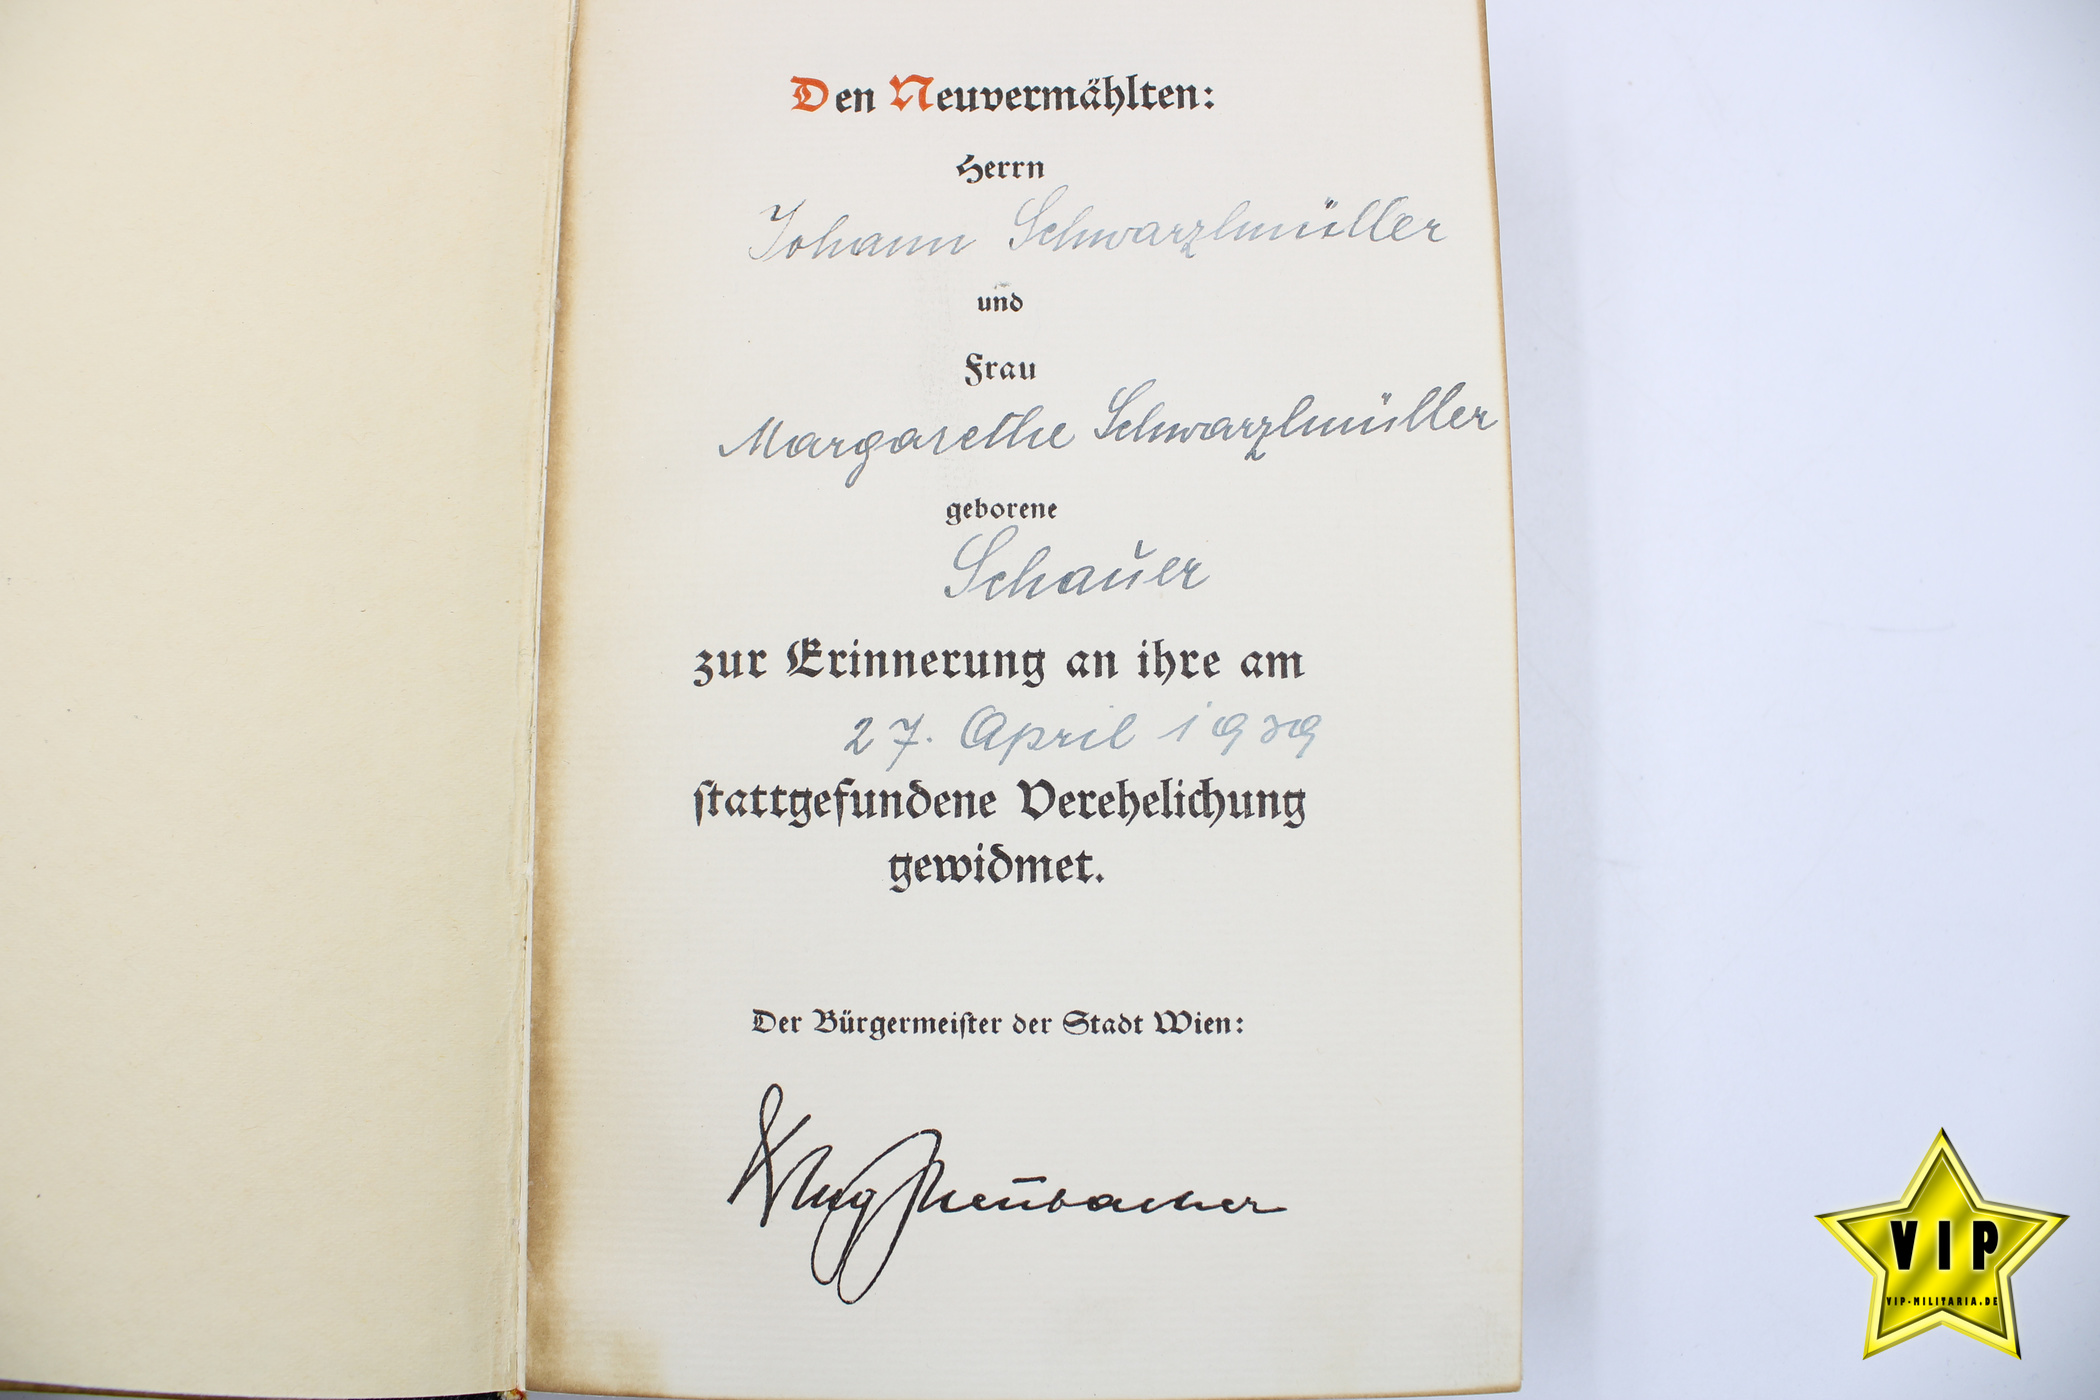 Den Neuvermählten:
Herrn
Johann Schwarzlmüller
und
Frau
Margarethe Schwarzlmüller
geborene
Schauer
zur Erinnerung an ihre am
27. April 1939
stattgefundene Verehelichung
gewidmet.
Der Bürgermeister der Stadt Wien:
Neubacher
VIP
VIP-MILITARIA.DE